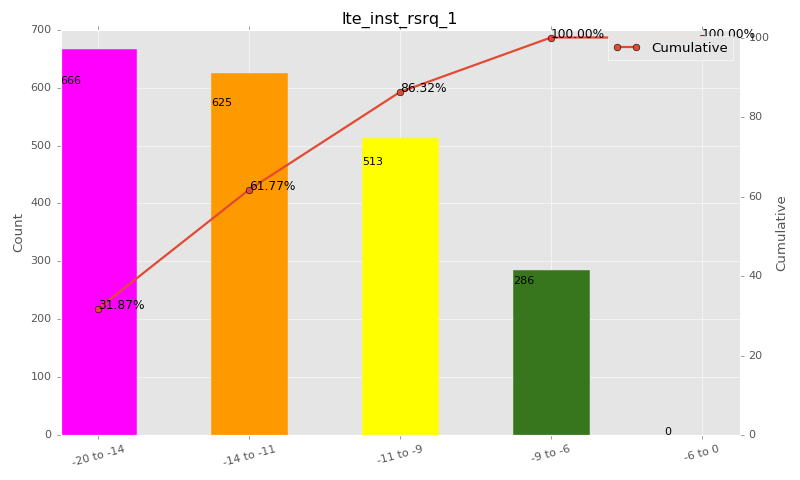 lte_inst_rsrq_1
700
600
500
400
300
200
100
0
Count
666
625
513
286
0
31.87%
61.77%
86.32%
100.00%
100.00%
Cumulative
100
80
60
40
20
0
Cumulative
-20 to -14
-14 to -11
-11 to -9
-9 to -6
-6 to 0